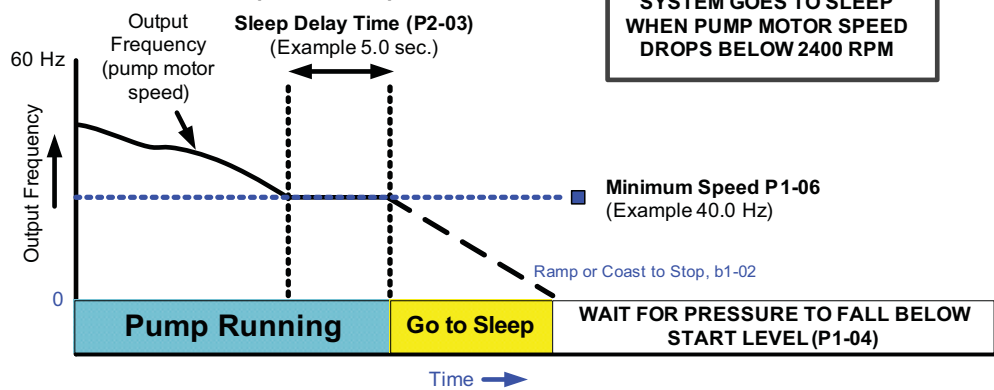 Output
Frequency
(pump motor
speed)
Sleep Delay Time (P2-03)
(Example 5.0 sec.)
SYSTEM GOES TO SLEEP
WHEN PUMP MOTOR SPEED
DROPS BELOW 2400 RPM
60 Hz
Output Frequency
Minimum Speed P1-06
(Example 40.0 Hz)
Ramp or Coast to Stop, b1-02
0
Pump Running
Go to Sleep
WAIT FOR PRESSURE TO FALL BELOW
START LEVEL (P1-04)
Time